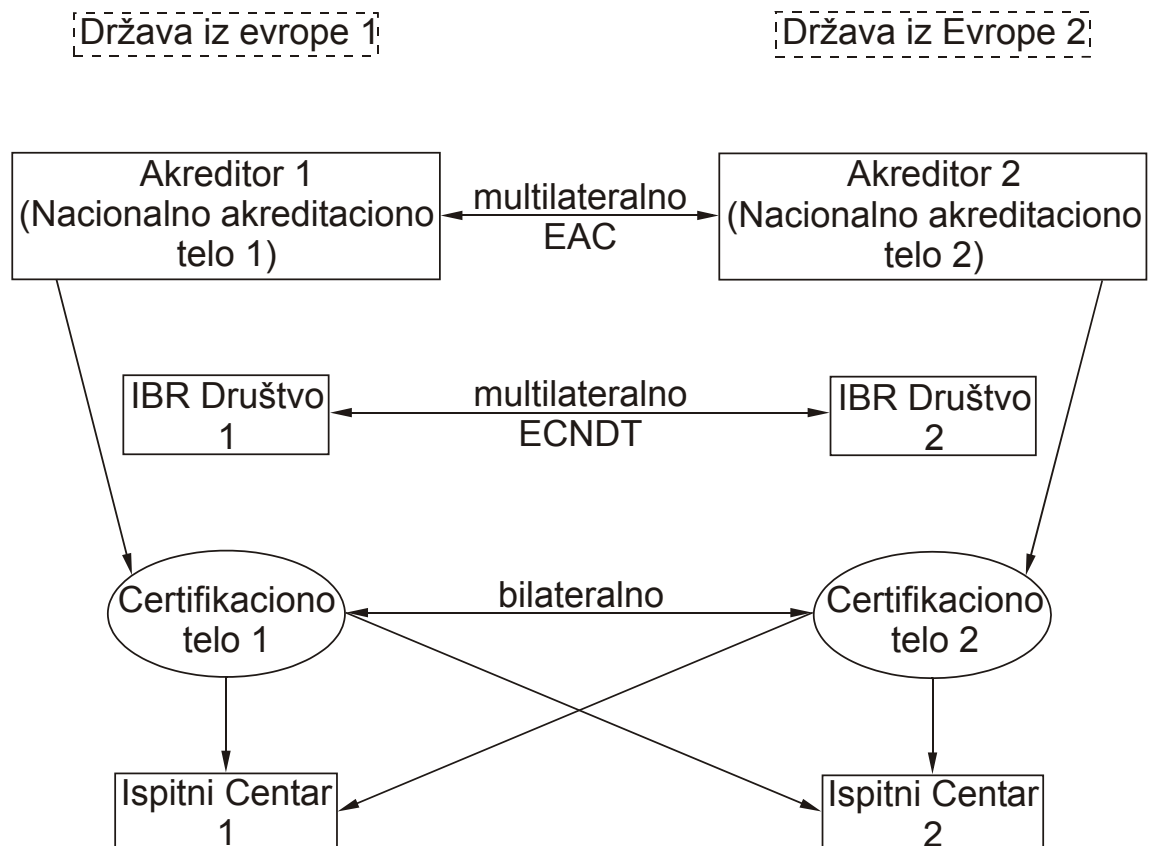 Država iz evrope 1
Država iz Evrope 2
Akreditor 1
(Nacionalno akreditaciono
telo 1)
multilateralno
EAC
Akreditor 2
(Nacionalno akreditaciono
telo 2)
IBR Društvo
1
multilateralno
ECNDT
IBR Društvo
2
Certifikaciono
telo 1
bilateralno
Certifikaciono
telo 2
Ispitni Centar
1
Ispitni Centar
2